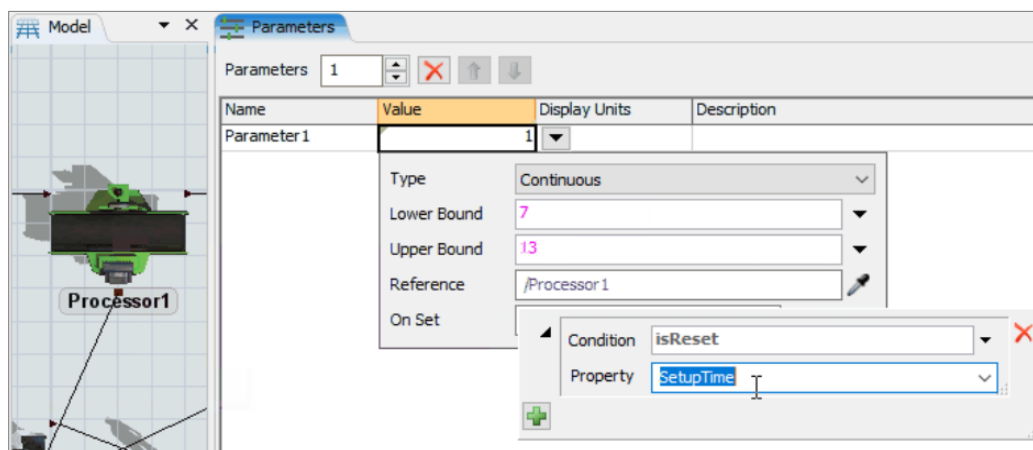 Model
Parameters
Parameters 1
Name Value Display Units Description
Parameter1 1
Type Continuous
Lower Bound 7
Upper Bound 13
Reference /Processor1
On Set
Condition isReset
Property SetupTime
Processor1